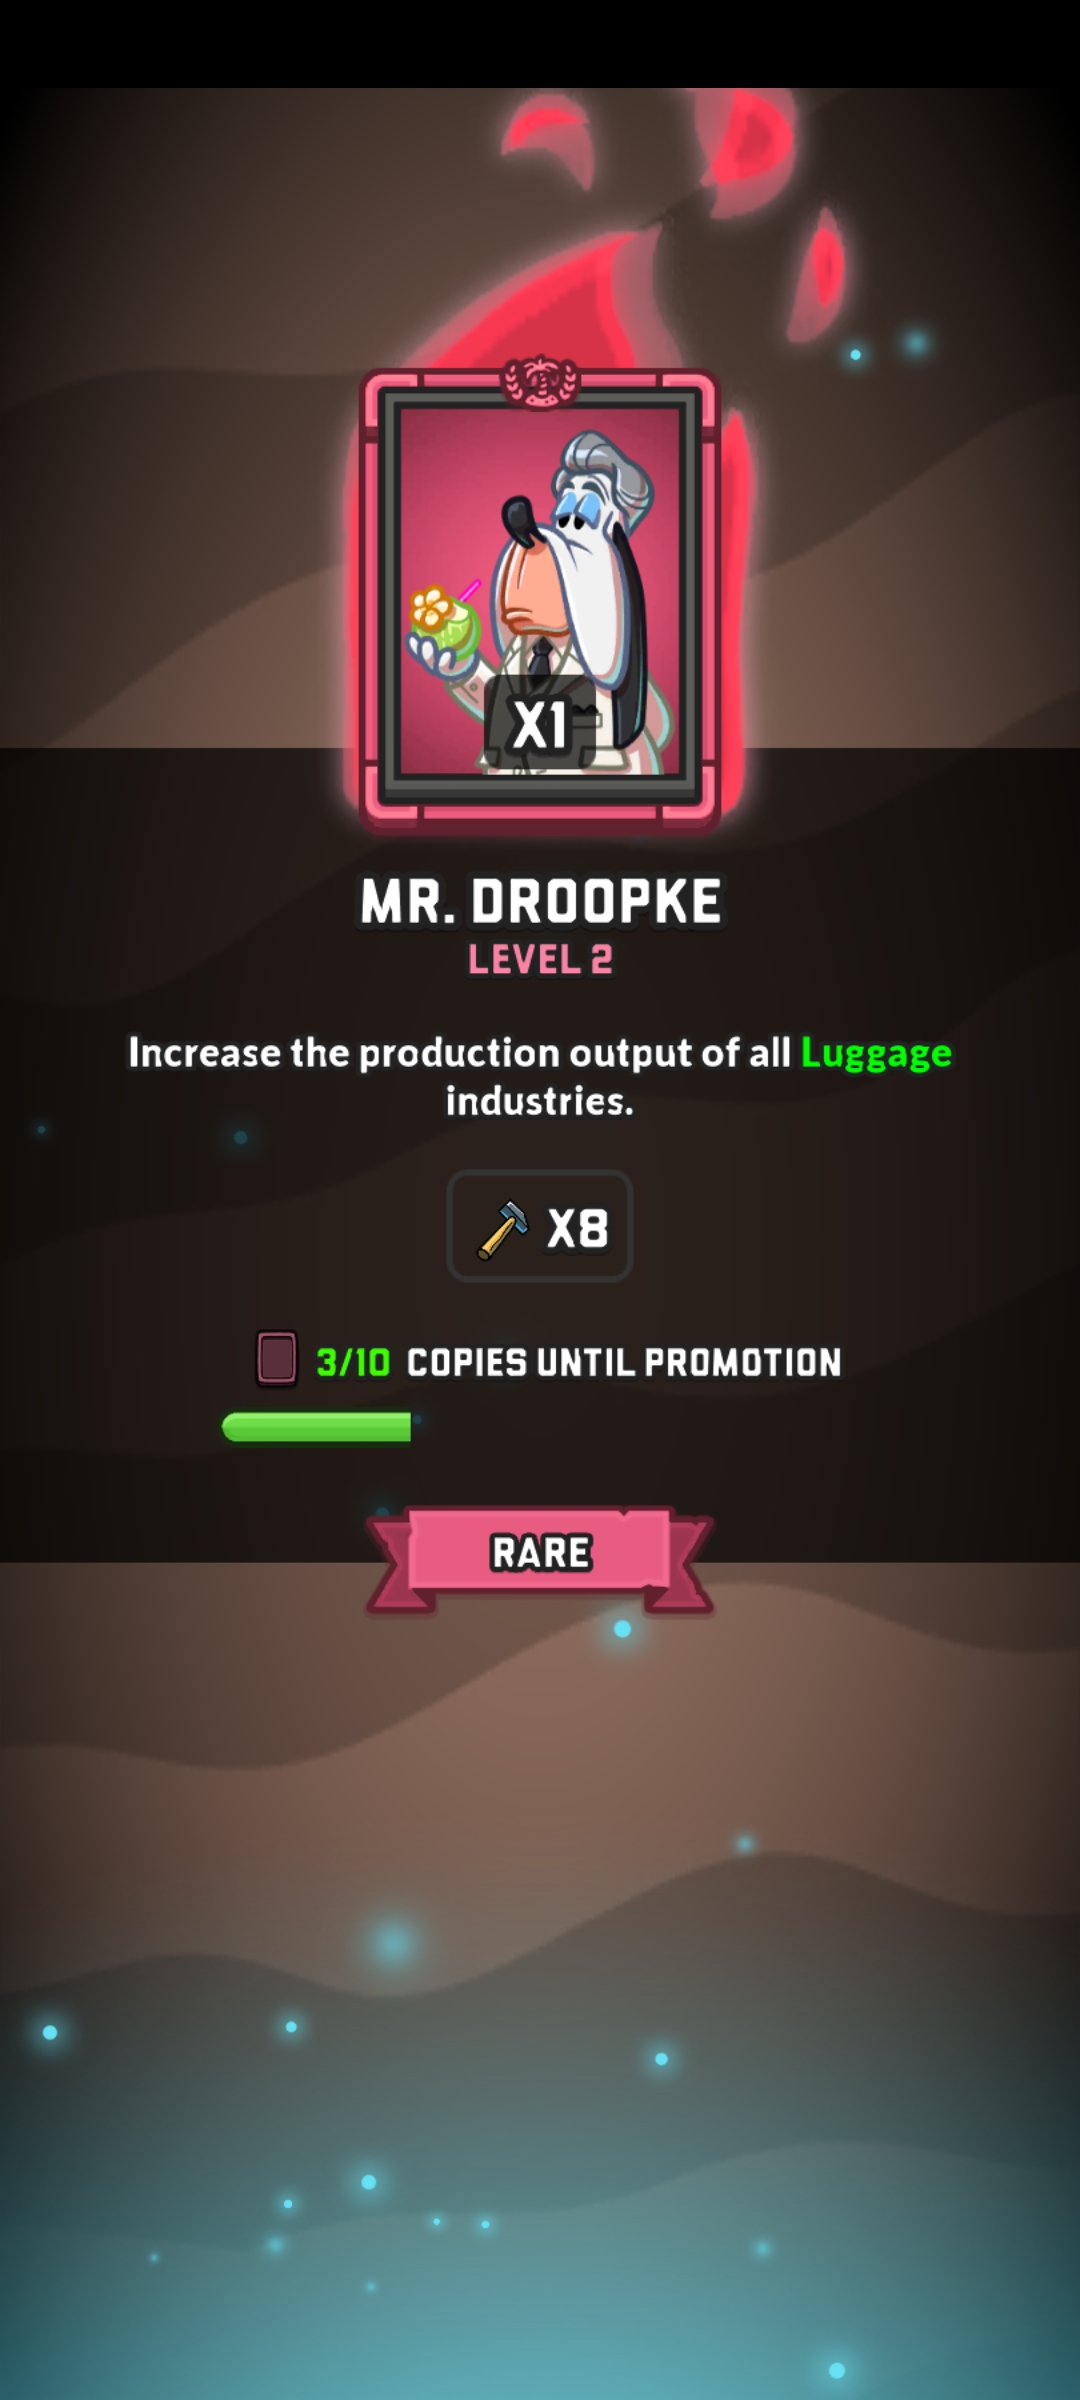 X1
MR. DROOPKE
LEVEL 2
Increase the production output of all Luggage
industries.
X8
3/10 COPIES UNTIL PROMOTION
RARE